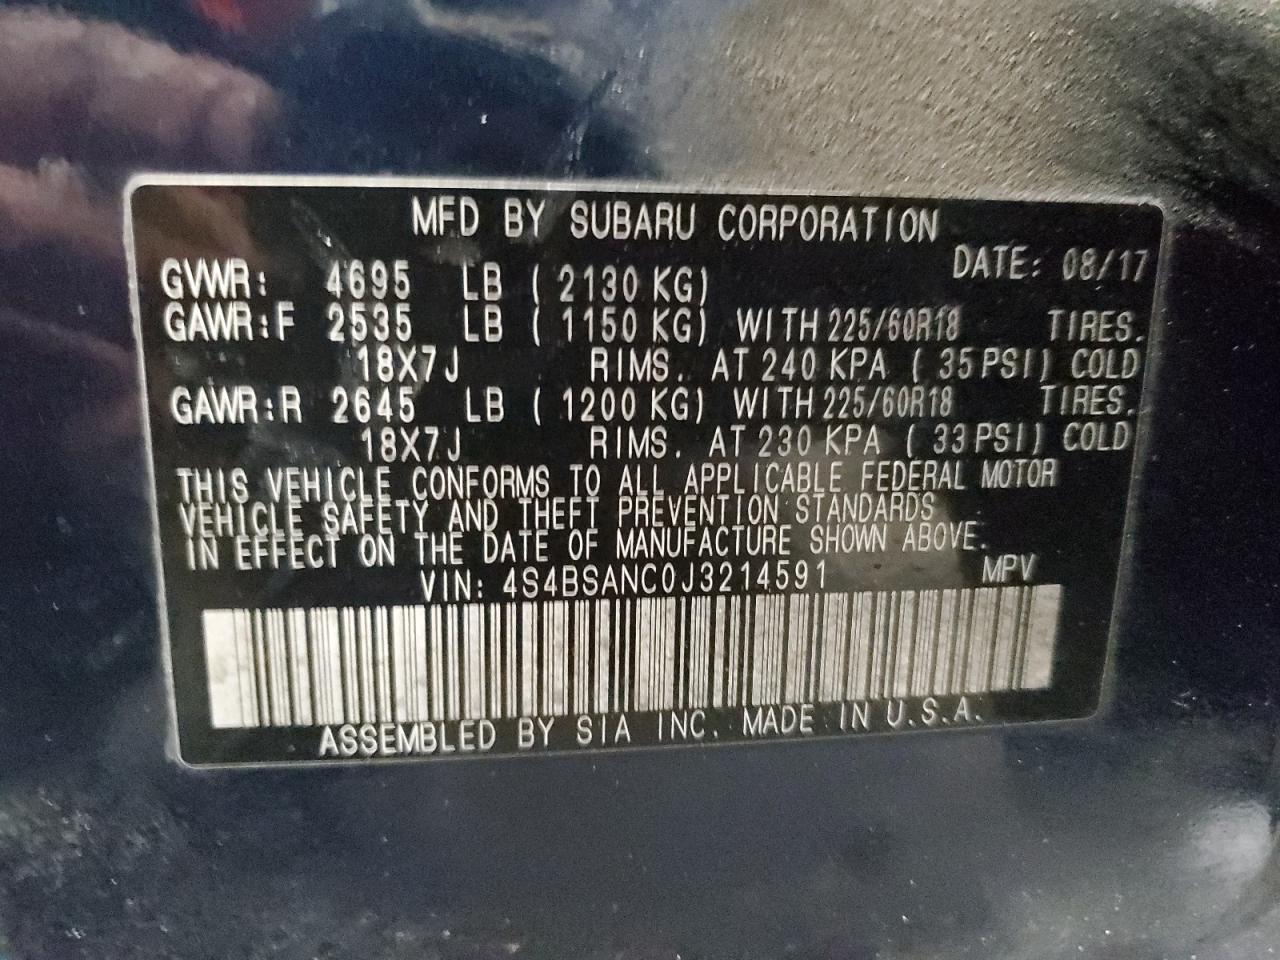 MFD BY SUBARU CORPORATION
DATE: 08/17
GVWR: 4695 LB ( 2130 KG)
GAWR:F 2535 LB ( 1150 KG) WITH 225/60R18 TIRES.
18X7J RIMS. AT 240 KPA ( 35 PSI) COLD
GAWR:R 2645 LB ( 1200 KG) WITH 225/60R18 TIRES.
18X7J RIMS. AT 230 KPA ( 33 PSI) COLD
THIS VEHICLE CONFORMS TO ALL APPLICABLE FEDERAL MOTOR
VEHICLE SAFETY AND THEFT PREVENTION STANDARDS
IN EFFECT ON THE DATE OF MANUFACTURE SHOWN ABOVE.
VIN: 4S4BSANC0J3214591 MPV
ASSEMBLED BY SIA INC. MADE IN U.S.A.